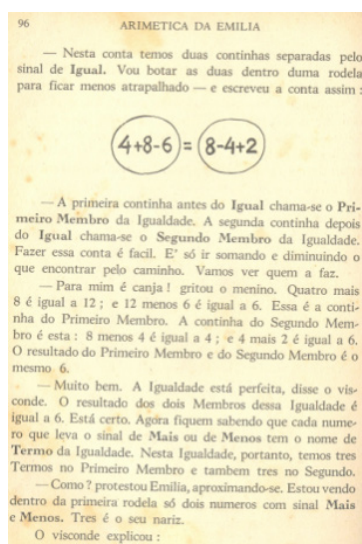 96 ARIMETICA DA EMILIA
— Nesta conta temos duas continhas separadas pelo
sinal de Igual. Vou botar as duas dentro duma rodela
para ficar menos atrapalhado — e escreveu a conta assim :
4+8-6 = 8-4+2
— A primeira continha antes do Igual chama-se o Pri-
meiro Membro da Igualdade. A segunda continha depois
do Igual chama-se o Segundo Membro da Igualdade.
Fazer essa conta é facil. E' só ir somando e diminuindo o
que encontrar pelo caminho. Vamos ver quem a faz.
— Para mim é canja ! gritou o menino. Quatro mais
8 é igual a 12 ; e 12 menos 6 é igual a 6. Essa é a conti-
nha do Primeiro Membro. A continha do Segundo Mem-
bro é esta : 8 menos 4 é igual a 4 ; e 4 mais 2 é igual a 6.
O resultado do Primeiro Membro e do Segundo Membro é o
mesmo 6.
— Muito bem. A Igualdade está perfeita, disse o vis-
conde. O resultado dos dois Membros dessa Igualdade é
igual a 6. Está certo. Agora fiquem sabendo que cada nume-
ro que leva o sinal de Mais ou de Menos tem o nome de
Termo da Igualdade. Nesta Igualdade, portanto, temos tres
Termos no Primeiro Membro e tambem tres no Segundo.
— Como ? protestou Emilia, aproximando-se. Estou vendo
dentro da primeira rodela só dois numeros com sinal Mais
e Menos. Tres é o seu nariz.
O visconde explicou :